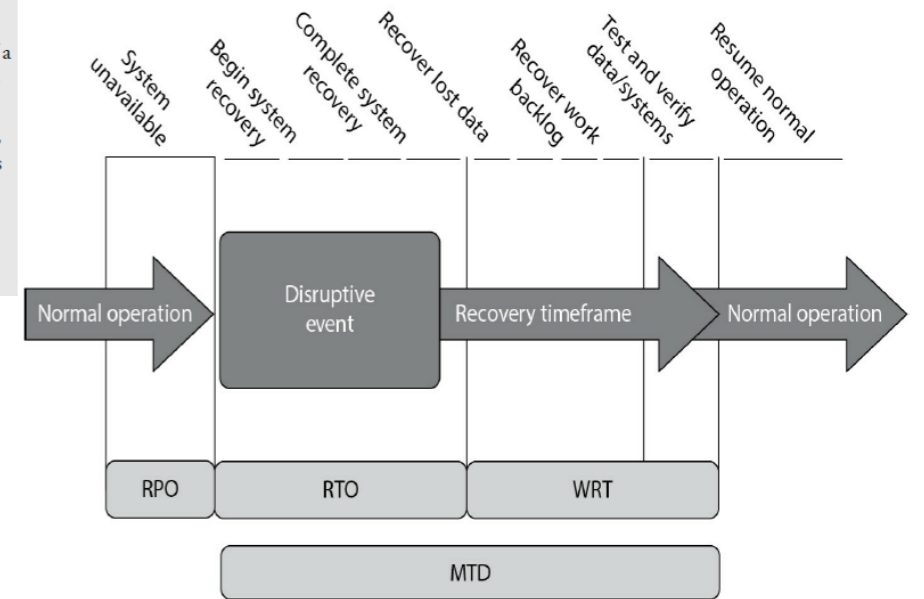 a
s
System
unavailable
Begin system
recovery
Complete system
recovery
Recover lost data
Recover work
backlog
Test and verify
data/systems
Resume normal
operation
Normal operation
Disruptive
event
Recovery timeframe
Normal operation
RPO
RTO
WRT
MTD